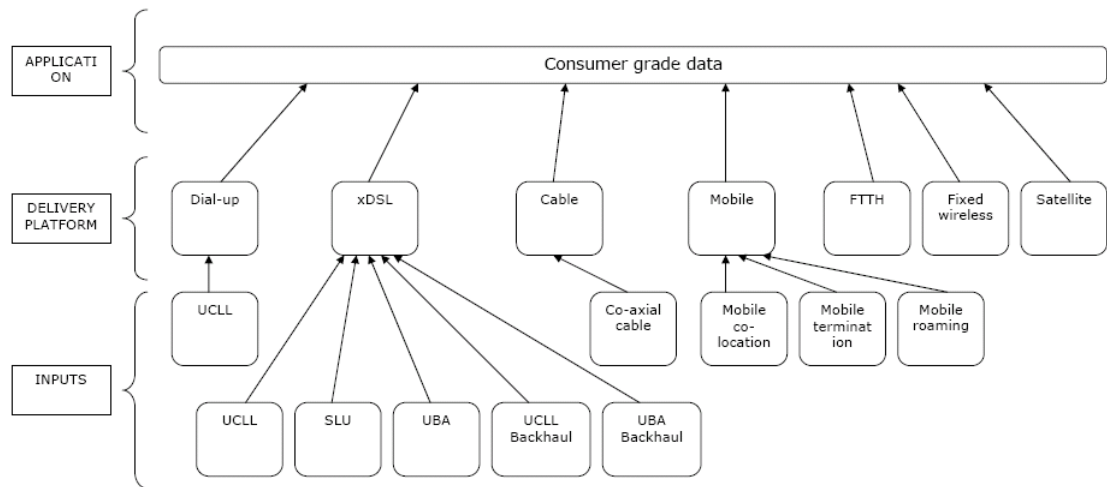 APPLICATI
ON
Consumer grade data
DELIVERY
PLATFORM
Dial-up
xDSL
Cable
Mobile
FTTH
Fixed
wireless
Satellite
INPUTS
UCLL
Co-axial
cable
Mobile
co-
location
Mobile
terminat
ion
Mobile
roaming
UCLL
SLU
UBA
UCLL
Backhaul
UBA
Backhaul